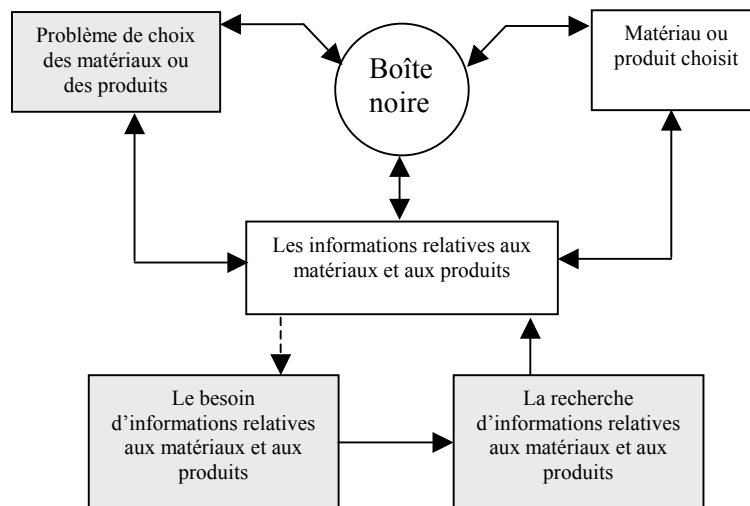 Problème de choix
des matériaux ou
des produits
Boîte
noire
Matériau ou
produit choisit
Les informations relatives aux
matériaux et aux produits
Le besoin
d’informations relatives
aux matériaux et aux
produits
La recherche
d’informations relatives
aux matériaux et aux
produits